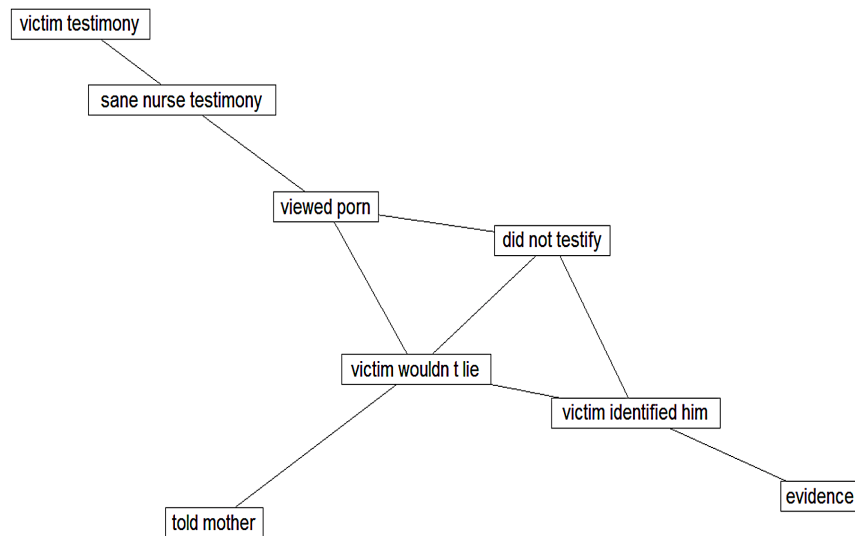 victim testimony
sane nurse testimony
viewed porn
did not testify
victim wouldn t lie
victim identified him
evidence
told mother